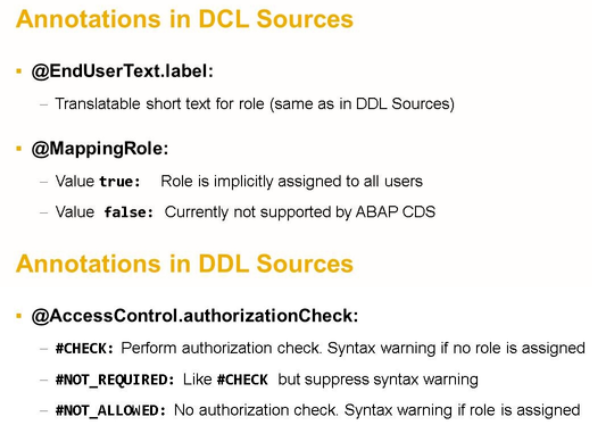 Annotations in DCL Sources
▪ @EndUserText.label:
– Translatable short text for role (same as in DDL Sources)
▪ @MappingRole:
– Value true: Role is implicitly assigned to all users
– Value false: Currently not supported by ABAP CDS
Annotations in DDL Sources
▪ @AccessControl.authorizationCheck:
– #CHECK: Perform authorization check. Syntax warning if no role is assigned
– #NOT_REQUIRED: Like #CHECK but suppress syntax warning
– #NOT_ALLOWED: No authorization check. Syntax warning if role is assigned